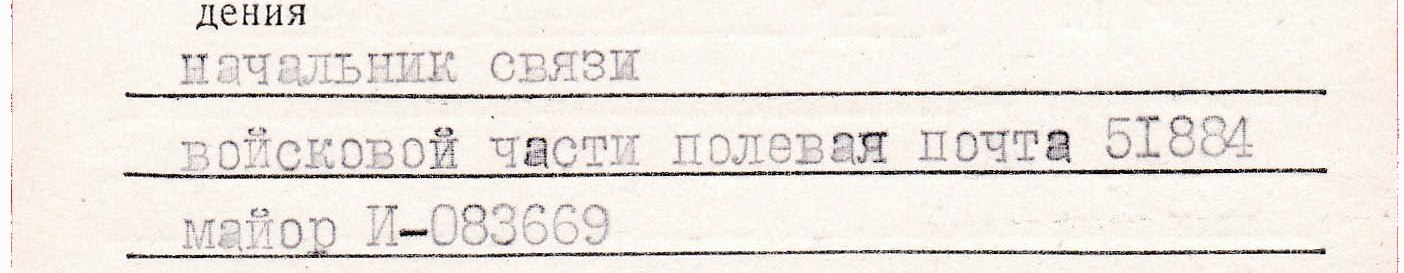 дения
начальник связи
войсковой части полевая почта 5I884
майор И-083669